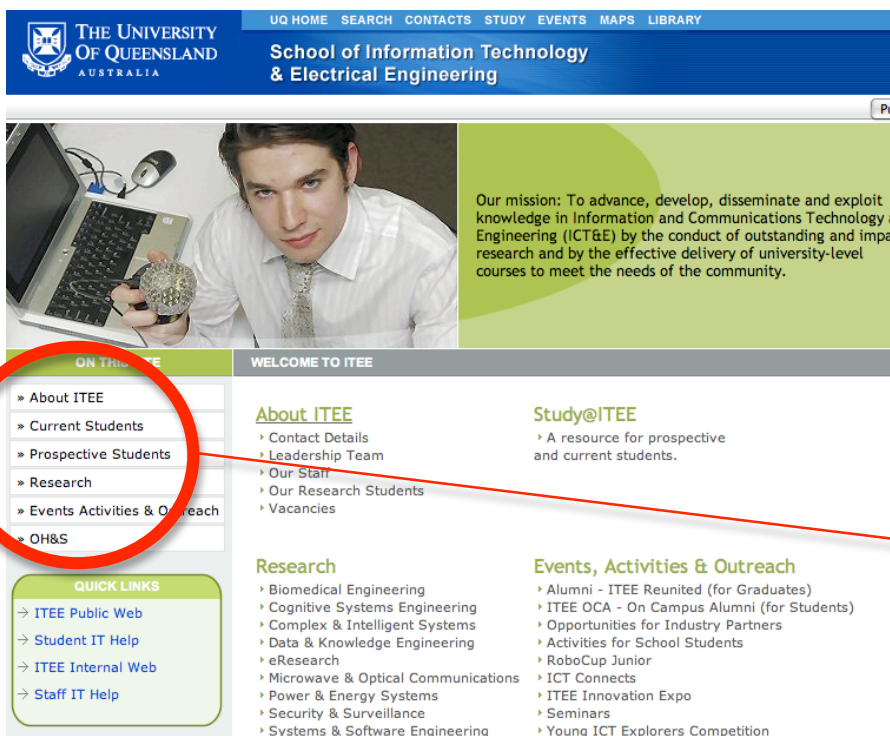 THE UNIVERSITY
OF QUEENSLAND
AUSTRALIA
UQ HOME SEARCH CONTACTS STUDY EVENTS MAPS LIBRARY
School of Information Technology
& Electrical Engineering
Our mission: To advance, develop, disseminate and exploit
knowledge in Information and Communications Technology
Engineering (ICT&E) by the conduct of outstanding and
research and by the effective delivery of university-level
courses to meet the needs of the community.
ON THIS SITE
» About ITEE
» Current Students
» Prospective Students
» Research
» Events Activities & Outreach
» OH&S
QUICK LINKS
→ ITEE Public Web
→ Student IT Help
→ ITEE Internal Web
→ Staff IT Help
WELCOME TO ITEE
About ITEE
Contact Details
Leadership Team
Our Staff
Our Research Students
Vacancies
Study@ITEE
A resource for prospective
and current students.
Research
Biomedical Engineering
Cognitive Systems Engineering
Complex & Intelligent Systems
Data & Knowledge Engineering
eResearch
Microwave & Optical Communications
Power & Energy Systems
Security & Surveillance
Systems & Software Engineering
Events, Activities & Outreach
Alumni - ITEE Reunited (for Graduates)
ITEE OCA - On Campus Alumni (for Students)
Opportunities for Industry Partners
Activities for School Students
RoboCup Junior
ICT Connects
ITEE Innovation Expo
Seminars
Young ICT Explorers Competition